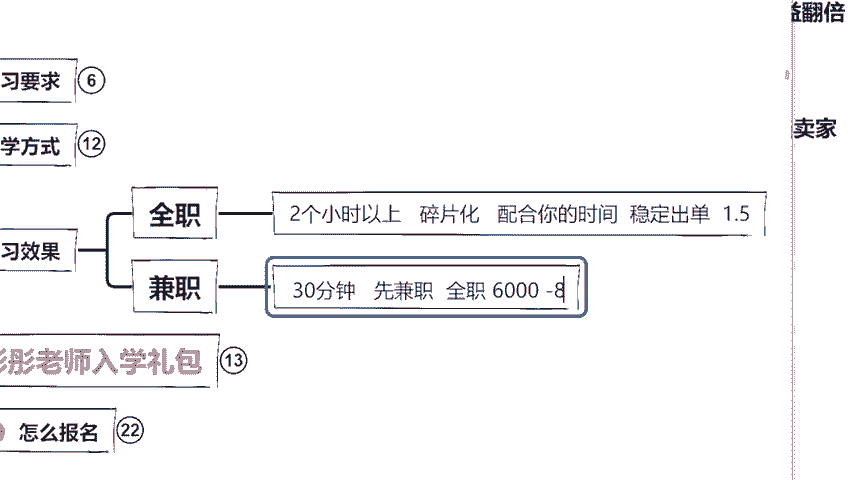 益翻倍
习要求 6
学方式 12
卖家
全职 2个小时以上 碎片化 配合你的时间 稳定出单 1.5
习效果
兼职 30分钟 先兼职 全职 6000 -8
彤老师入学礼包 13
怎么报名 22